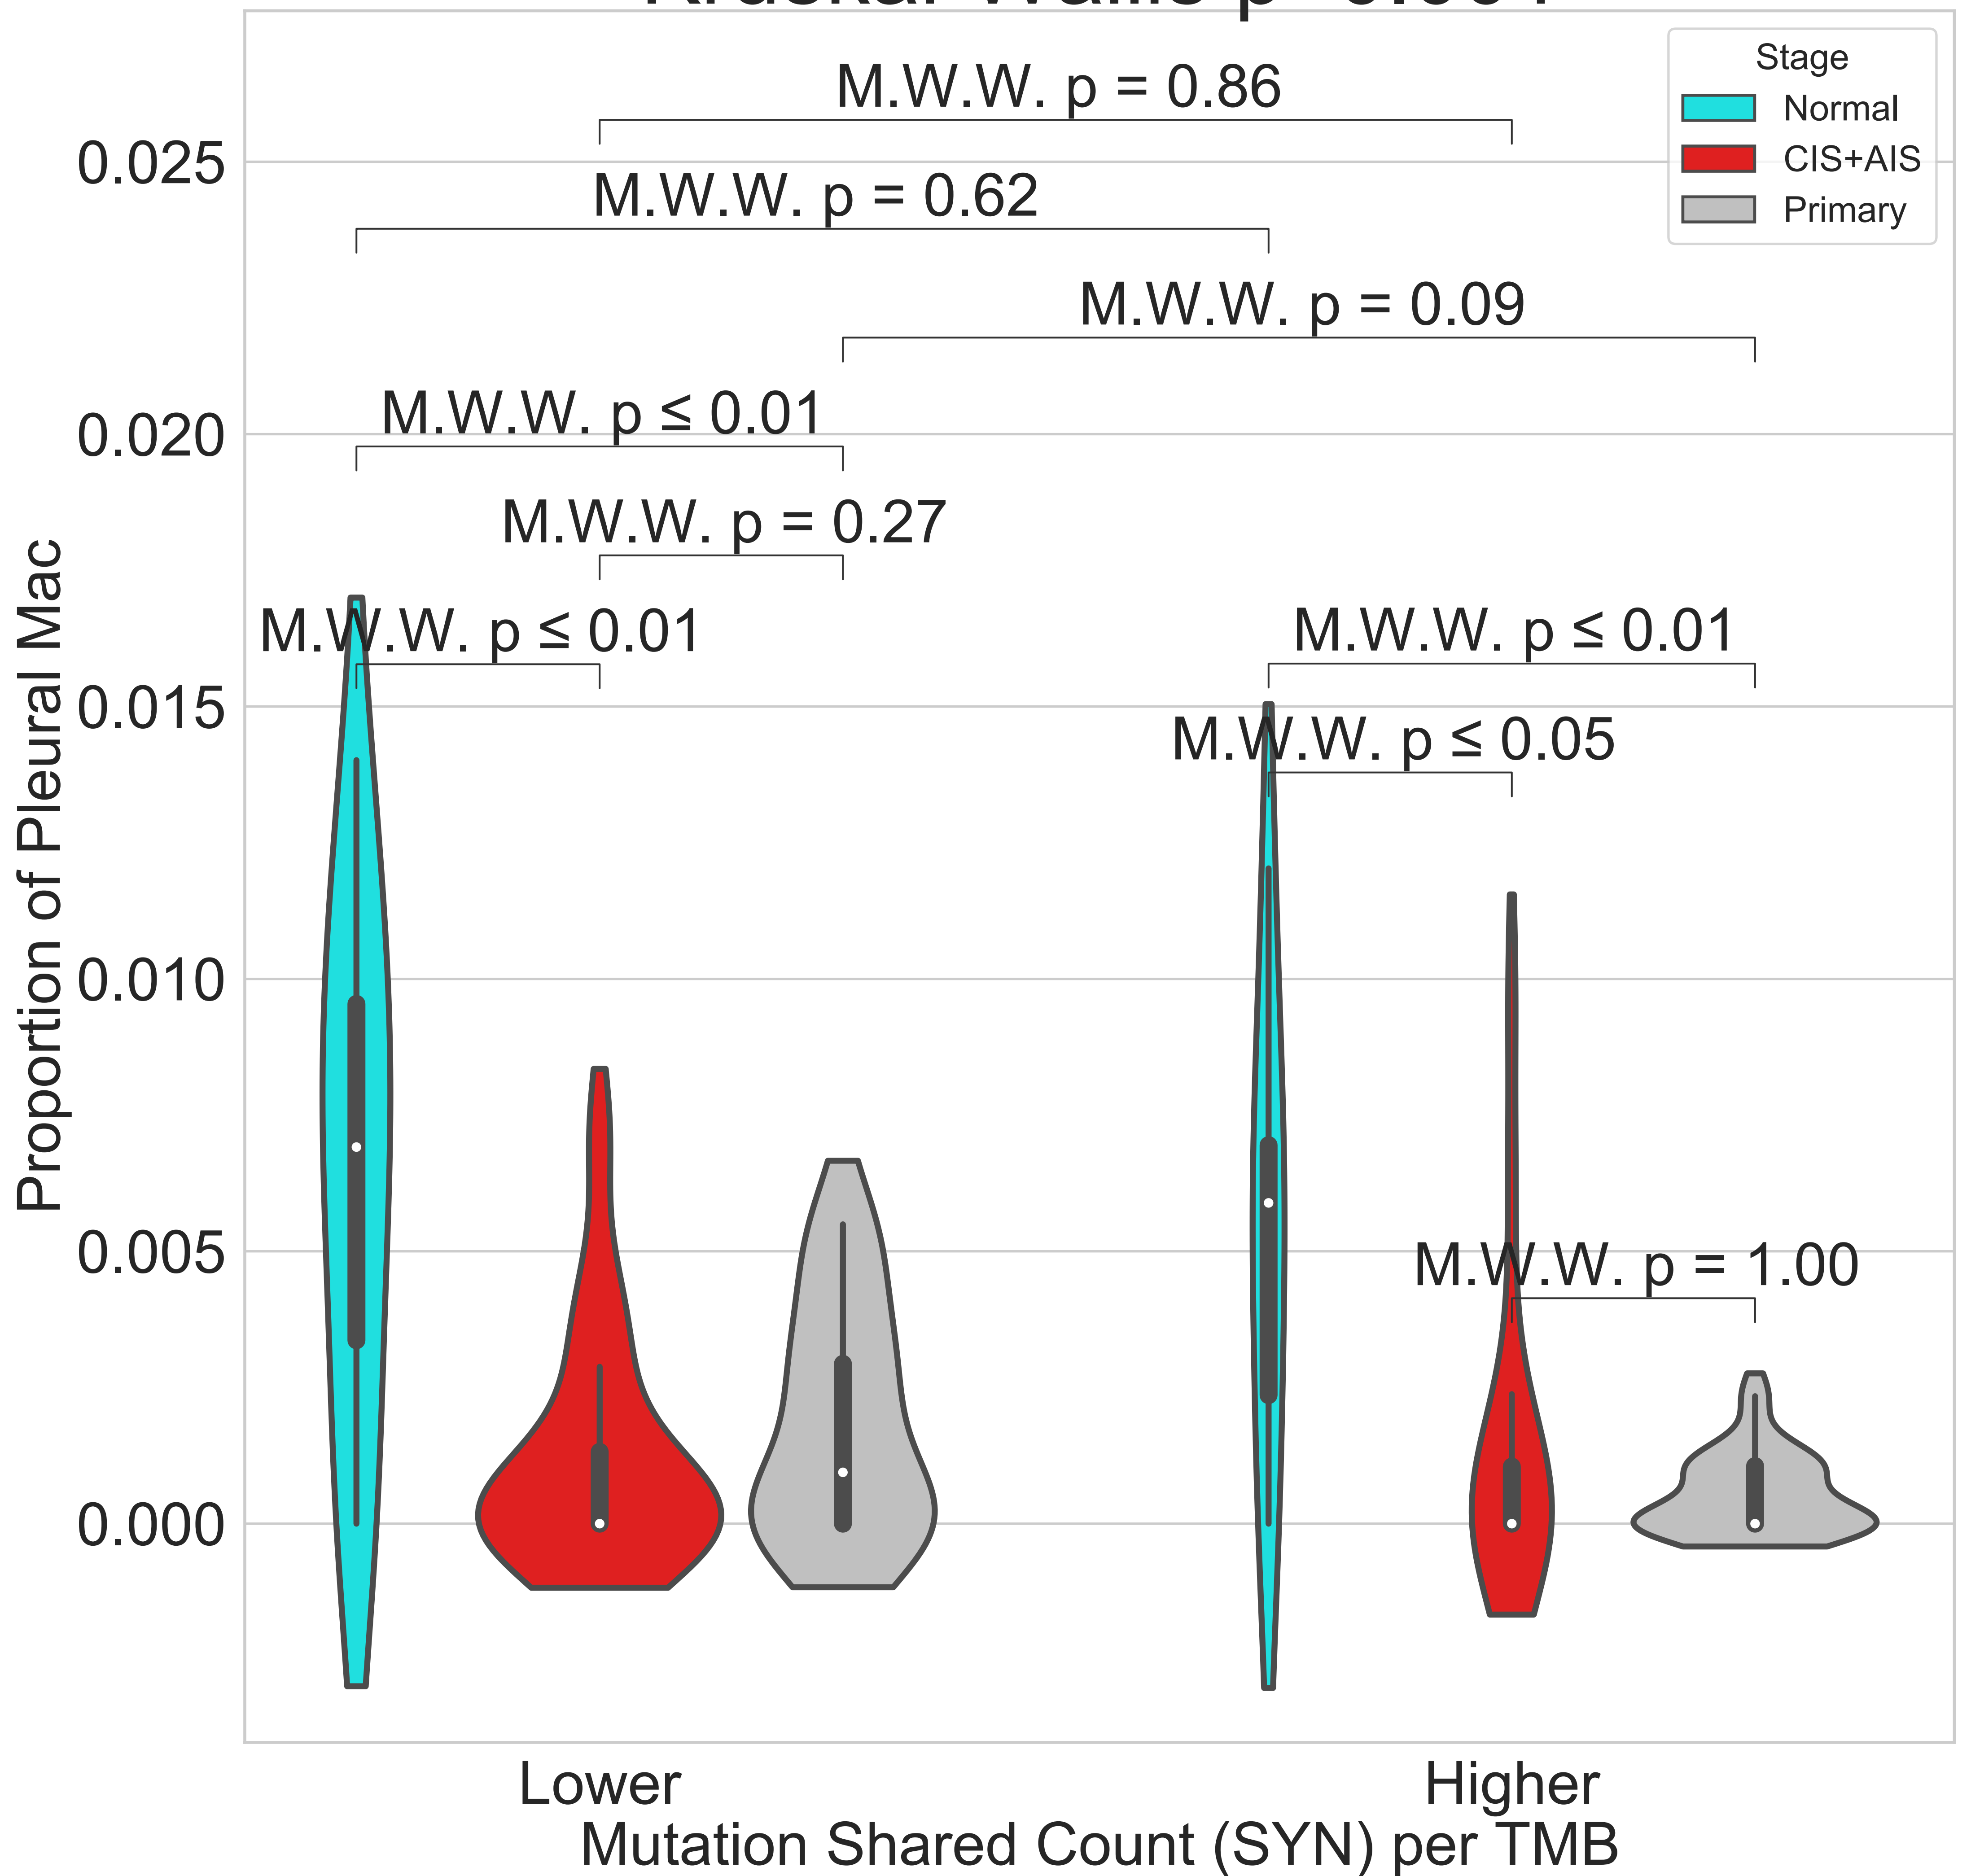 Stage
Normal
CIS+AIS
Primary
M.W.W. p = 0.86
M.W.W. p = 0.62
M.W.W. p = 0.09
M.W.W. p ≤ 0.01
M.W.W. p = 0.27
M.W.W. p ≤ 0.01
M.W.W. p ≤ 0.01
M.W.W. p ≤ 0.05
M.W.W. p = 1.00
0.025
0.020
0.015
0.010
0.005
0.000
Proportion of Pleural Mac
Lower
Higher
Mutation Shared Count (SYN) per TMB